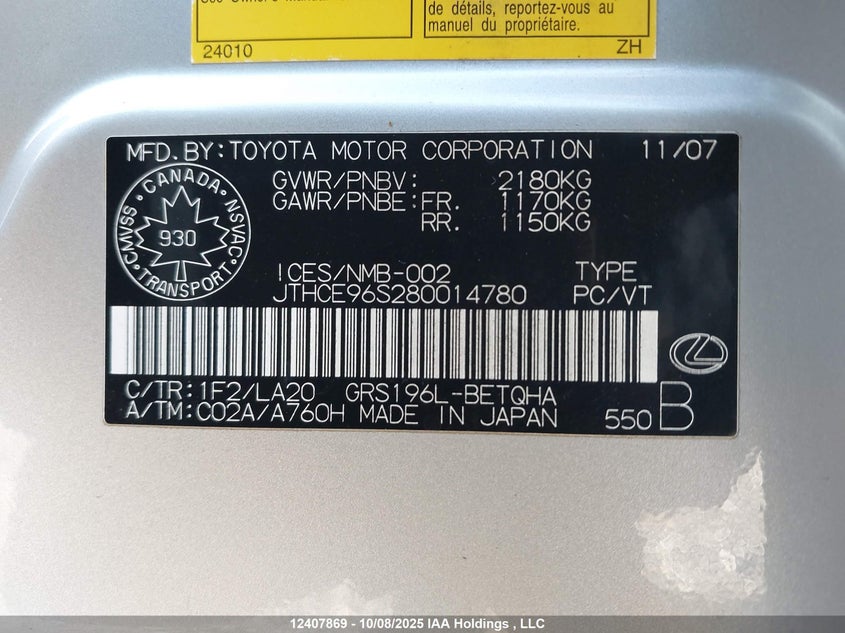 de détails, reportez-vous au
manuel du propriétaire.
24010 ZH
MFD.BY:TOYOTA MOTOR CORPORATION 11/07
GVWR/PNBV: 2180KG
GAWR/PNBE:FR. 1170KG
RR. 1150KG
CANADA
CMVSS 930 NSVAC
TRANSPORT
ICES/NMB-002 TYPE
JTHCE96S280014780 PC/VT
C/TR:1F2/LA20 GRS196L-BETQHA
A/TM:C02A/A760H MADE IN JAPAN 550 B
12407869 - 10/08/2025 IAA Holdings , LLC